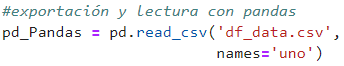 #exportación y lectura con pandas
pd_Pandas = pd.read_csv('df_data.csv',
names='uno')